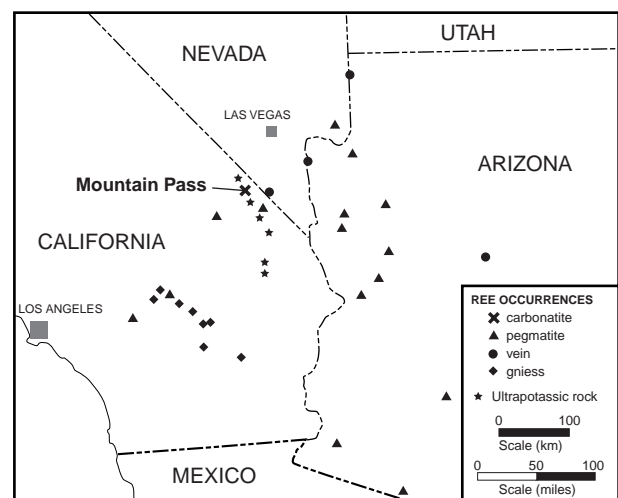 UTAH
NEVADA
LAS VEGAS
ARIZONA
Mountain Pass
CALIFORNIA
LOS ANGELES
MEXICO
REE OCCURRENCES
carbonatite
pegmatite
vein
gniess
Ultrapotassic rock
0 100
Scale (km)
0 50 100
Scale (miles)